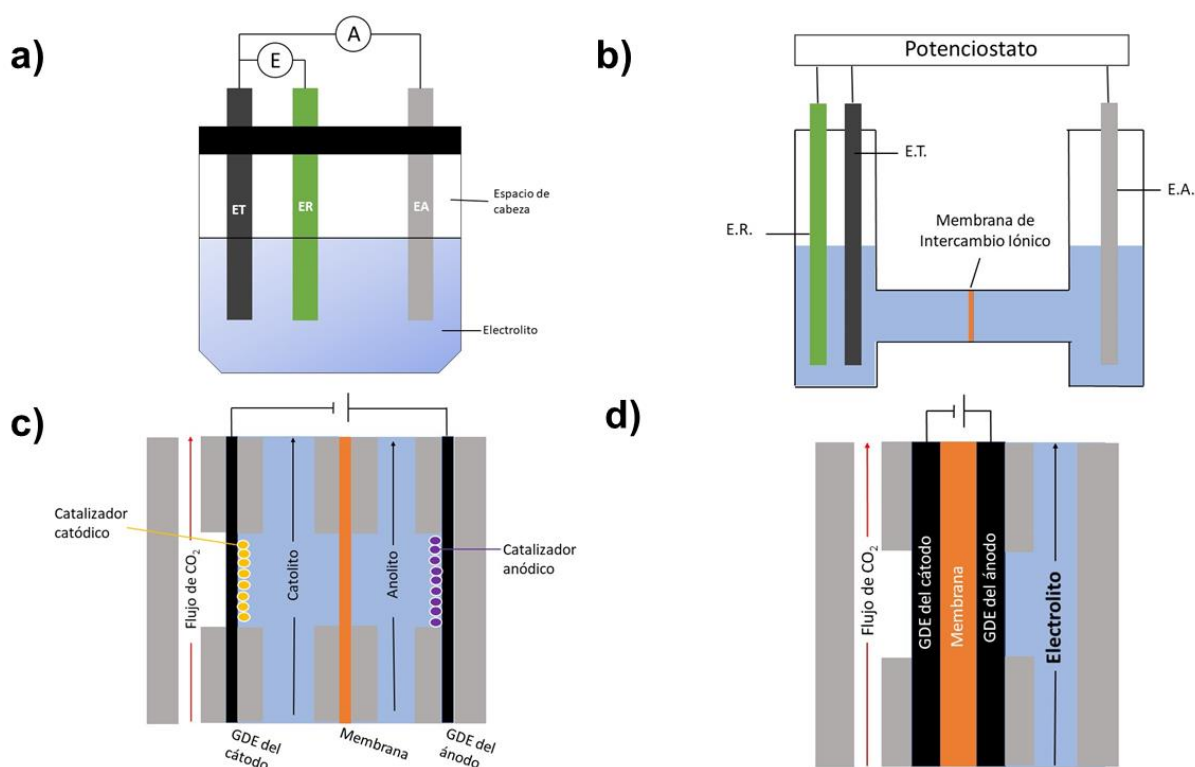 a)
A
E
ET
ER
EA
Espacio de
cabeza
Electrolito
b)
Potenciostato
E.T.
E.A.
E.R.
Membrana de
Intercambio Iónico
c)
Catalizador
catódico
Flujo de CO2
Catolito
Anolito
Catalizador
anódico
GDE del
cátodo
Membrana
GDE del
ánodo
d)
Flujo de CO2
GDE del cátodo
Membrana
GDE del ánodo
Electrolito